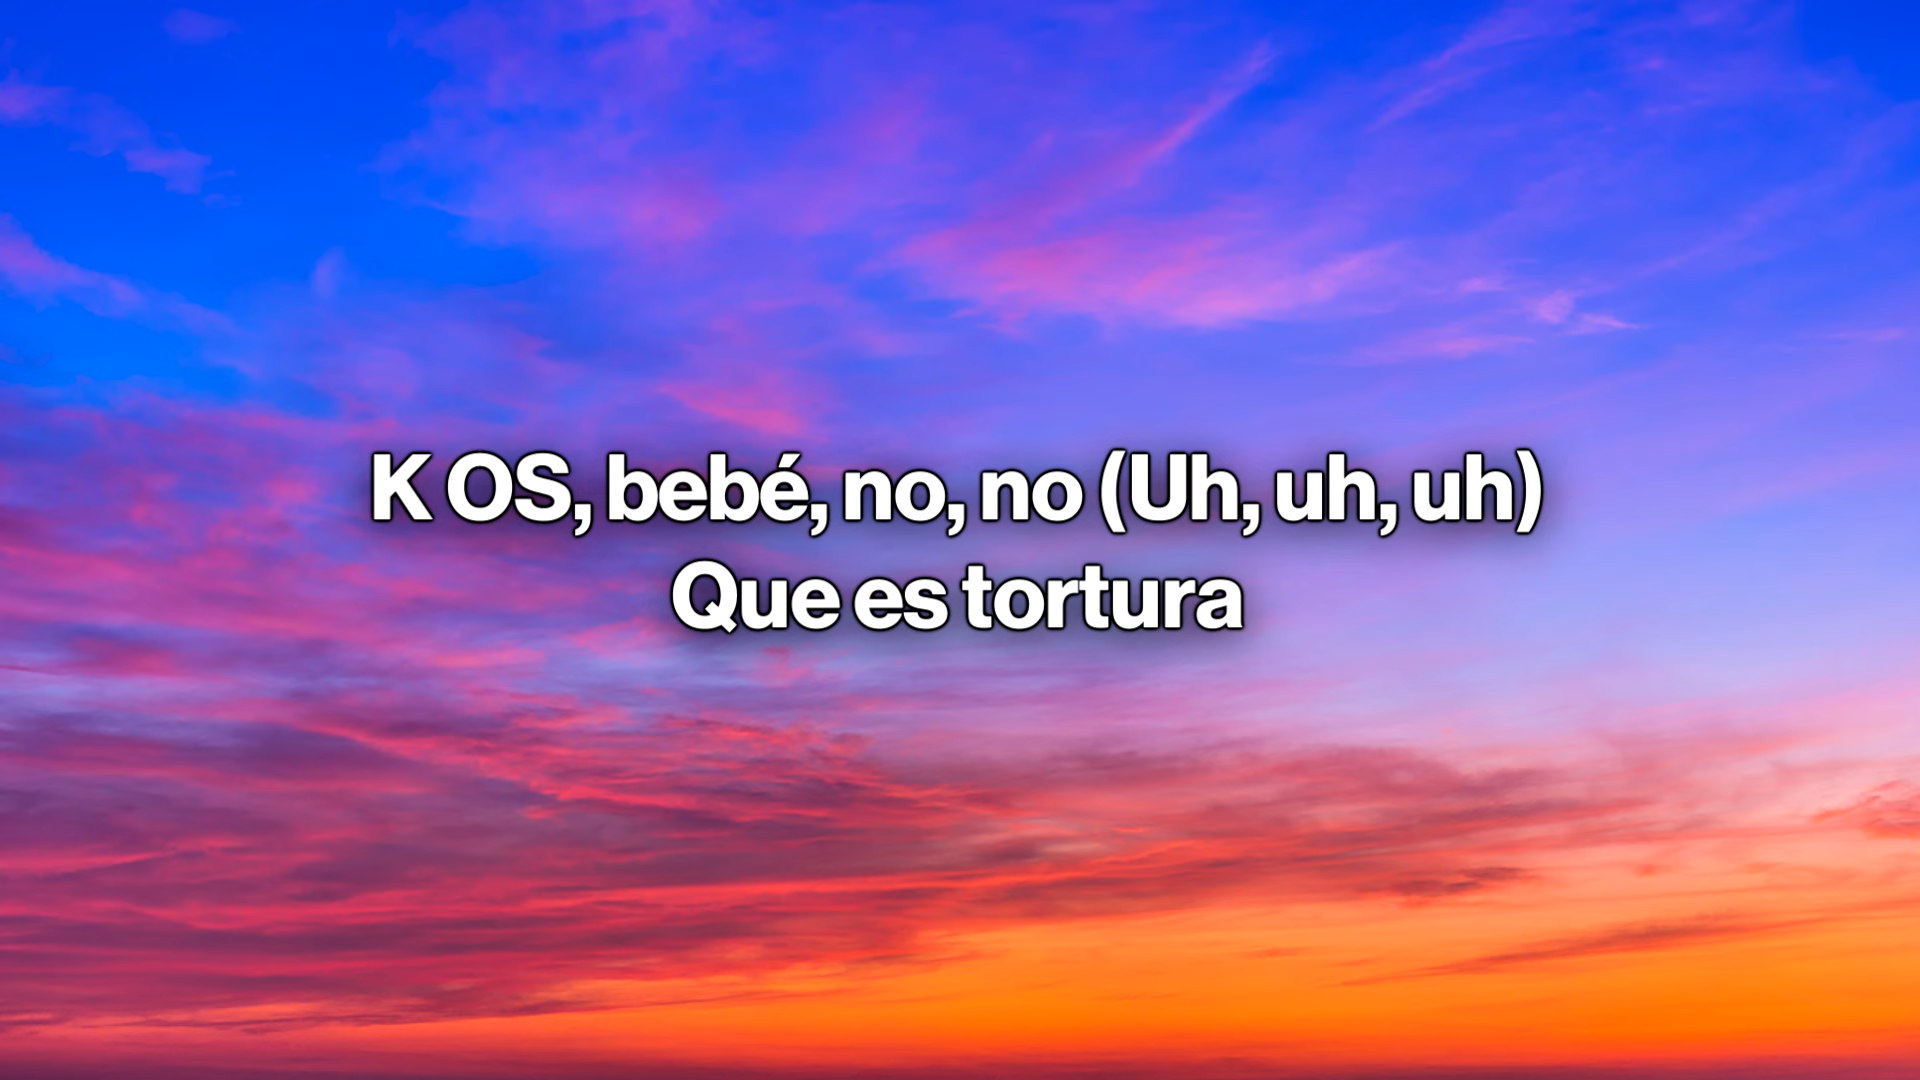 K OS, bebé, no, no (Uh, uh, uh)
Que es tortura